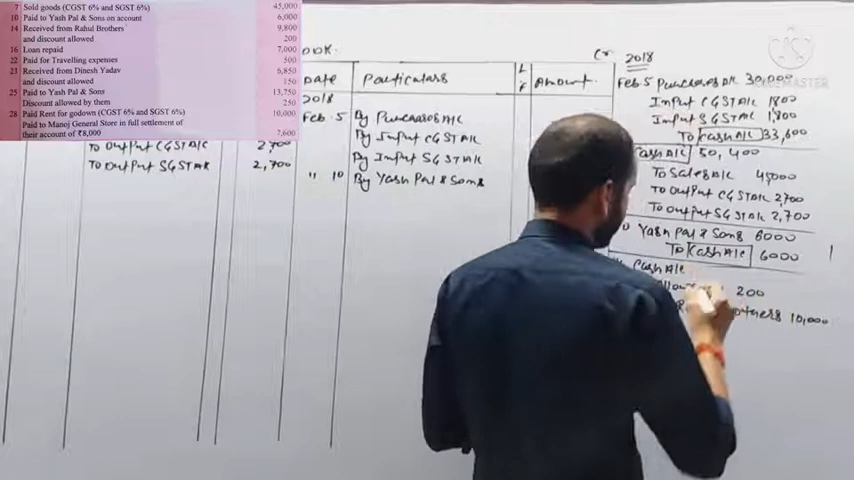 7 Sold goods (CGST 6% and SGST 6%) 45,000
10 Paid to Yash Pal & Sons on account 6,000
14 Received from Rahul Brothers 9,800
and discount allowed 200
16 Loan repaid 7,000
22 Paid for Travelling expenses 500
23 Received from Dinesh Yadav 6,850
and discount allowed 150
25 Paid to Yash Pal & Sons 13,750
Discount allowed by them 250
28 Paid Rent for godown (CGST 6% and SGST 6%) 10,000
Paid to Manoj General Store in full settlement of
their account of ₹8,000 7,600
OOK.
Cr.
Date Particulars L F Amount.
2018
Feb. 5 By Purchases A/c
By Input CGST A/c
By Input SGST A/c
" 10 By Yash Pal & Sons
To Output CGST A/c 2,700
To Output SGST A/c 2,700
2018
Feb. 5 Purchases A/c 30,000
Input CGST A/c 1800
Input SGST A/c 1,800
To Cash A/c 33,600
Cash A/c 50,400
To Sales A/c 45,000
To Output CGST A/c 2,700
To Output SGST A/c 2,700
Yash Pal & Sons 6000
To Cash A/c 6000
Cash A/c
200
10,000